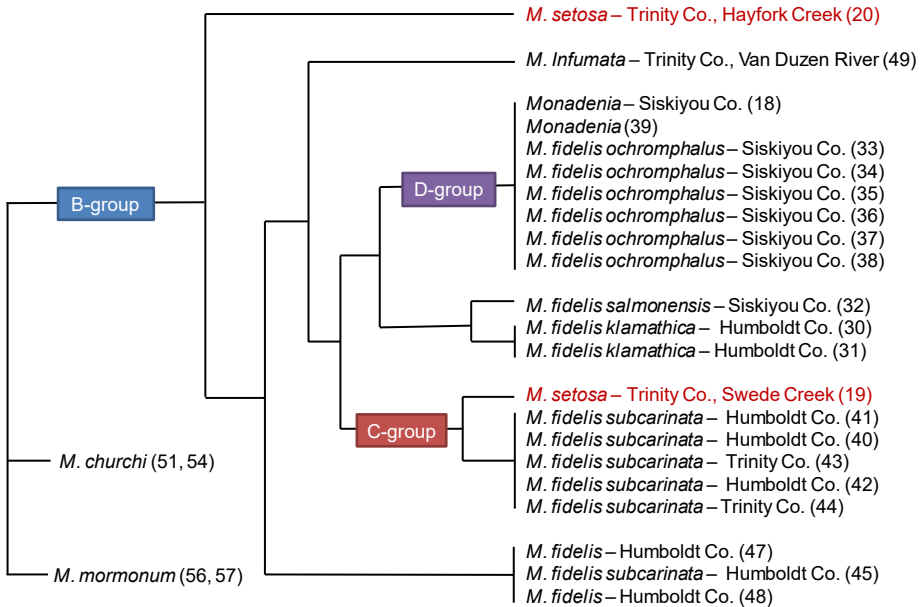 M. setosa – Trinity Co., Hayfork Creek (20)
M. Infumata – Trinity Co., Van Duzen River (49)
Monadenia – Siskiyou Co. (18)
Monadenia (39)
M. fidelis ochromphalus – Siskiyou Co. (33)
M. fidelis ochromphalus – Siskiyou Co. (34)
M. fidelis ochromphalus – Siskiyou Co. (35)
M. fidelis ochromphalus – Siskiyou Co. (36)
M. fidelis ochromphalus – Siskiyou Co. (37)
M. fidelis ochromphalus – Siskiyou Co. (38)
D-group
B-group
M. fidelis salmonensis – Siskiyou Co. (32)
M. fidelis klamathica – Humboldt Co. (30)
M. fidelis klamathica – Humboldt Co. (31)
M. setosa – Trinity Co., Swede Creek (19)
M. fidelis subcarinata – Humboldt Co. (41)
C-group
M. fidelis subcarinata – Humboldt Co. (40)
M. fidelis subcarinata – Trinity Co. (43)
M. fidelis subcarinata – Humboldt Co. (42)
M. fidelis subcarinata – Trinity Co. (44)
M. churchi (51, 54)
M. fidelis – Humboldt Co. (47)
M. fidelis subcarinata – Humboldt Co. (45)
M. fidelis – Humboldt Co. (48)
M. mormonum (56, 57)